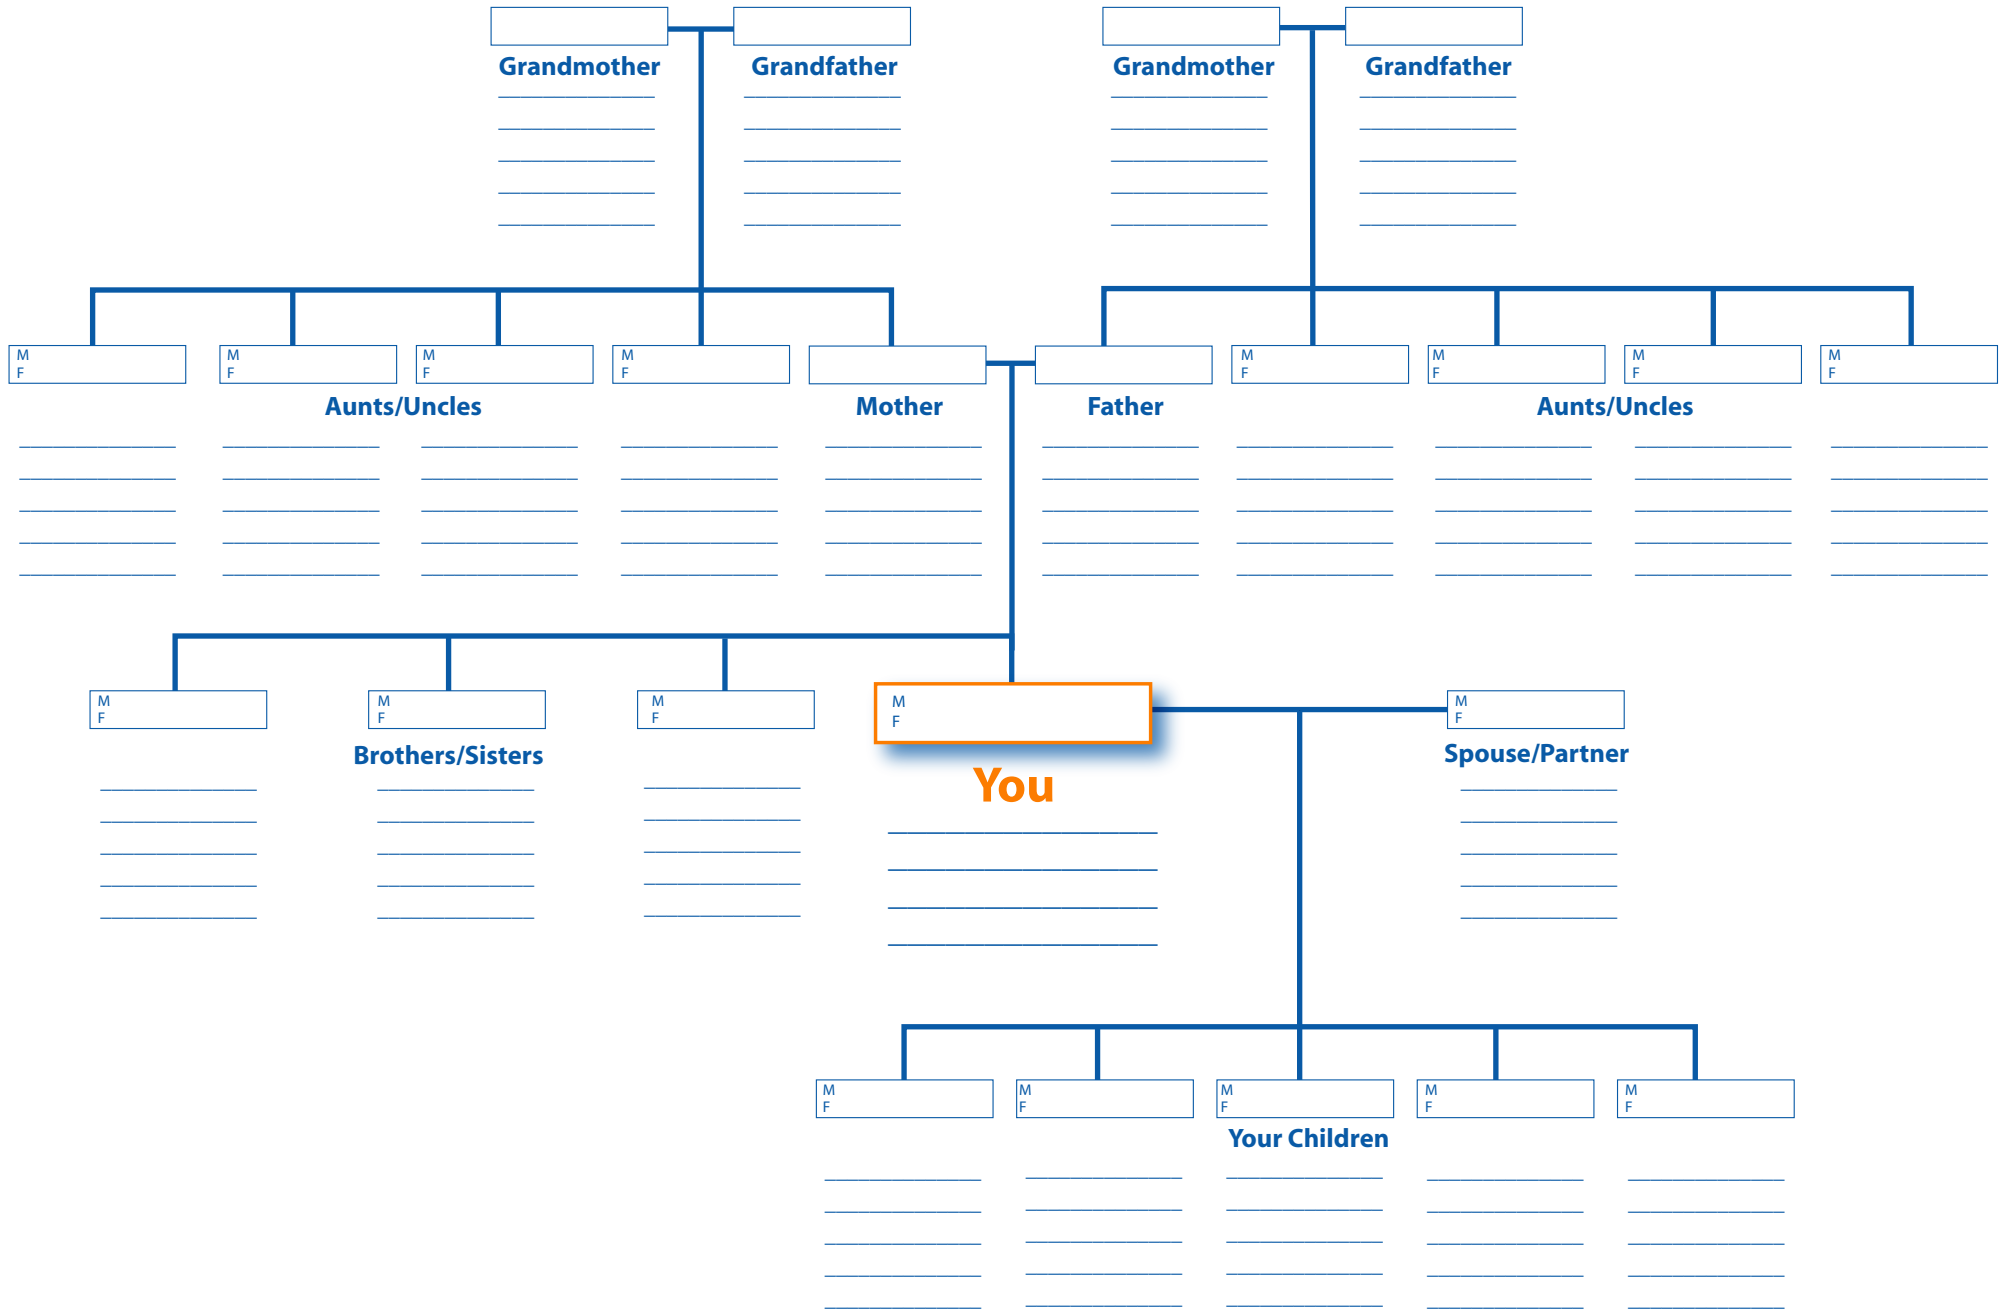 Grandmother Grandfather Grandmother Grandfather
M M M M M M M M
F F F F F F F F
Aunts/Uncles Mother Father Aunts/Uncles
M M M M M
F F F F F
Brothers/Sisters You Spouse/Partner
M M M M M
F F F F F
Your Children